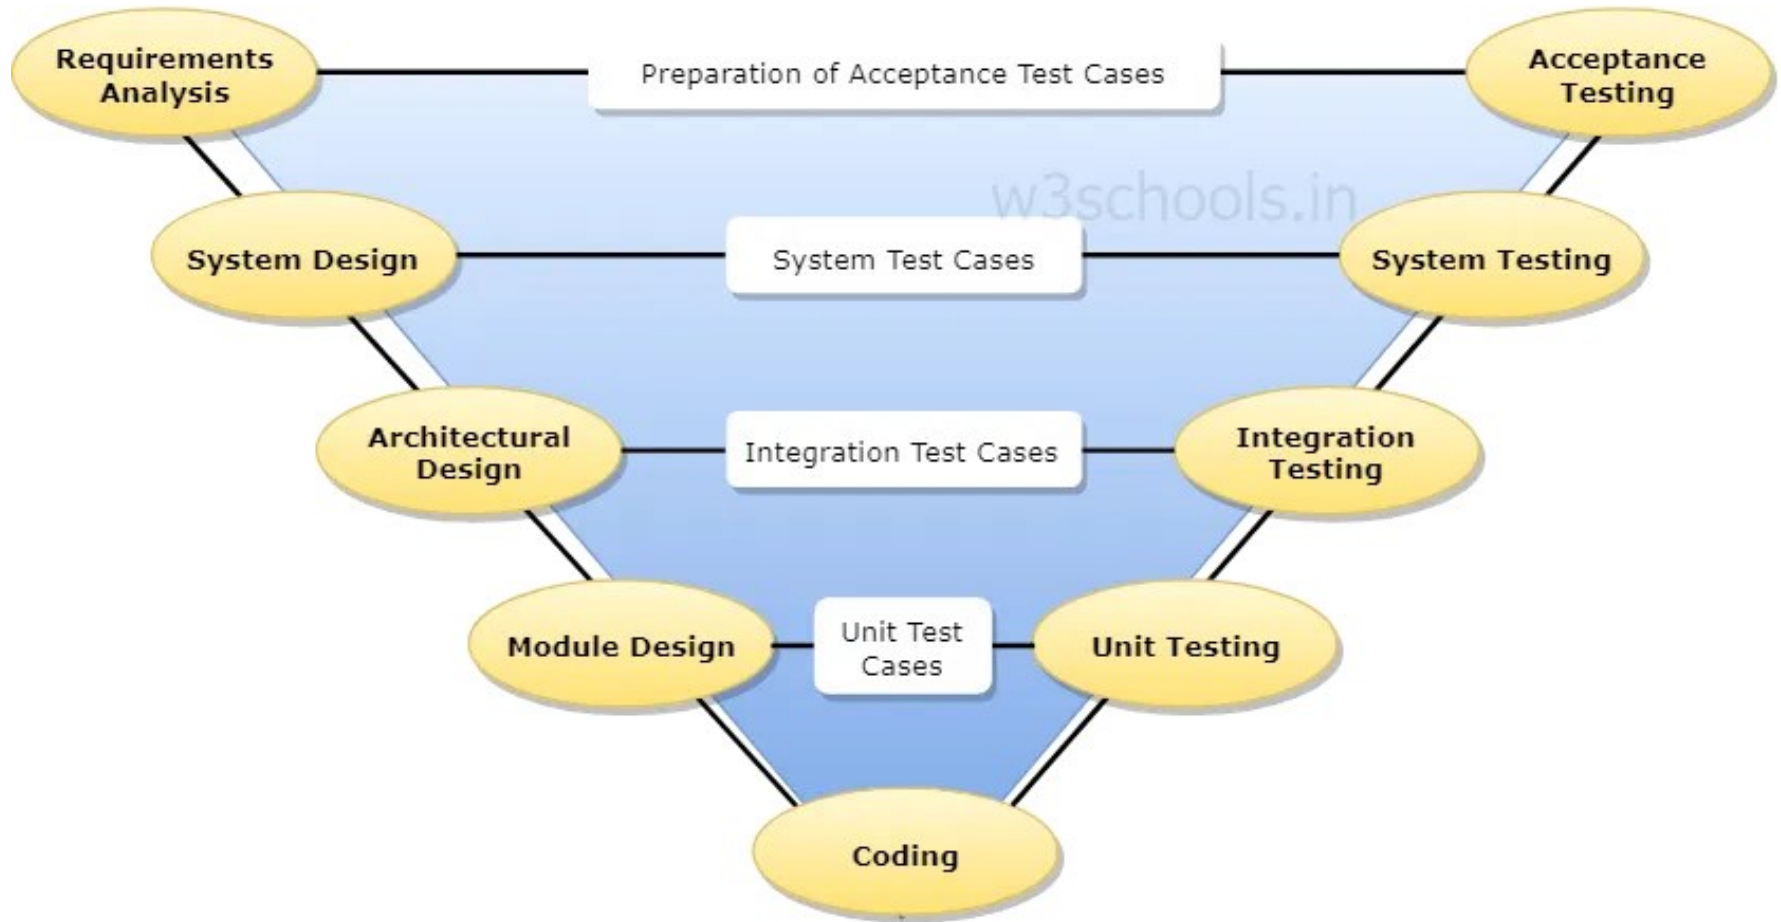 Requirements
Analysis
Preparation of Acceptance Test Cases
Acceptance
Testing
w3schools.in
System Design
System Test Cases
System Testing
Architectural
Design
Integration Test Cases
Integration
Testing
Module Design
Unit Test
Cases
Unit Testing
Coding